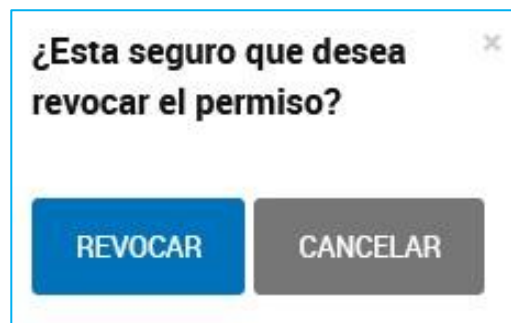 ¿Esta seguro que desea
revocar el permiso?
REVOCAR CANCELAR